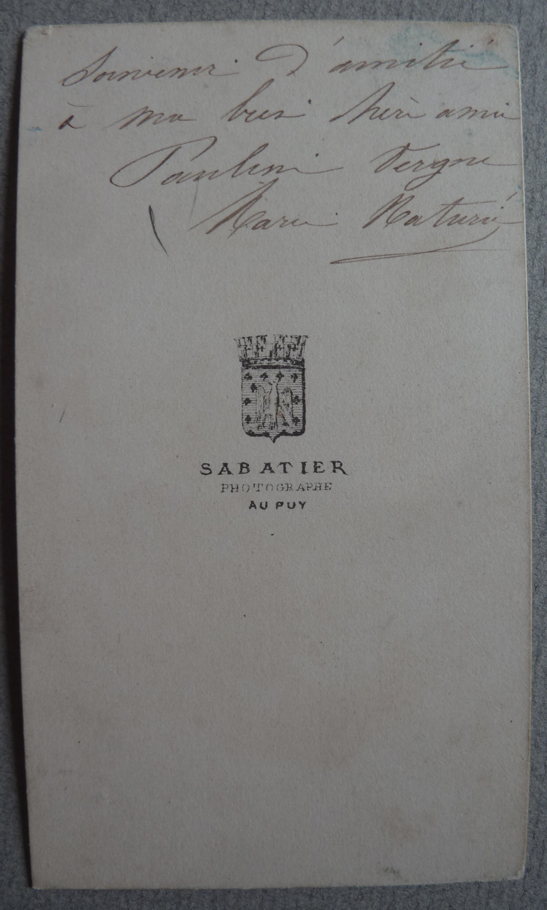 Souvenir d'amitié
à ma bien chère amie
Pauline Vergne
Marie
SABATIER
PHOTOGRAPHE
AU PUY